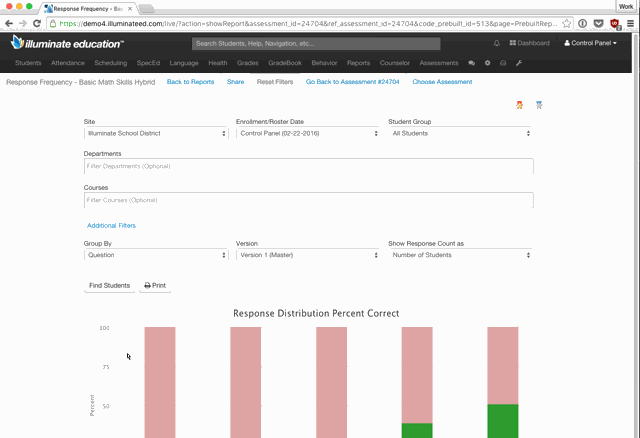 Response Frequency - Bas
Work
https://demo4.illuminateed.com/live/?action=showReport&assessment_id=24704&ref_assessment_id=24704&code_prebuilt_id=513&page=PrebuiltRep...
illuminate education™
Search Students, Help, Navigation, etc...
Dashboard
Control Panel
Students Attendance Scheduling SpecEd Language Health Grades GradeBook Behavior Reports Counselor Assessments
Response Frequency - Basic Math Skills Hybrid Back to Reports Share Reset Filters Go Back to Assessment #24704 Choose Assessment
Site Enrollment/Roster Date Student Group
Illuminate School District Control Panel (02-22-2016) All Students
Departments
Filter Departments (Optional)
Courses
Filter Courses (Optional)
Additional Filters
Group By Version Show Response Count as
Question Version 1 (Master) Number of Students
Find Students Print
Response Distribution Percent Correct
100
75
50
Percent